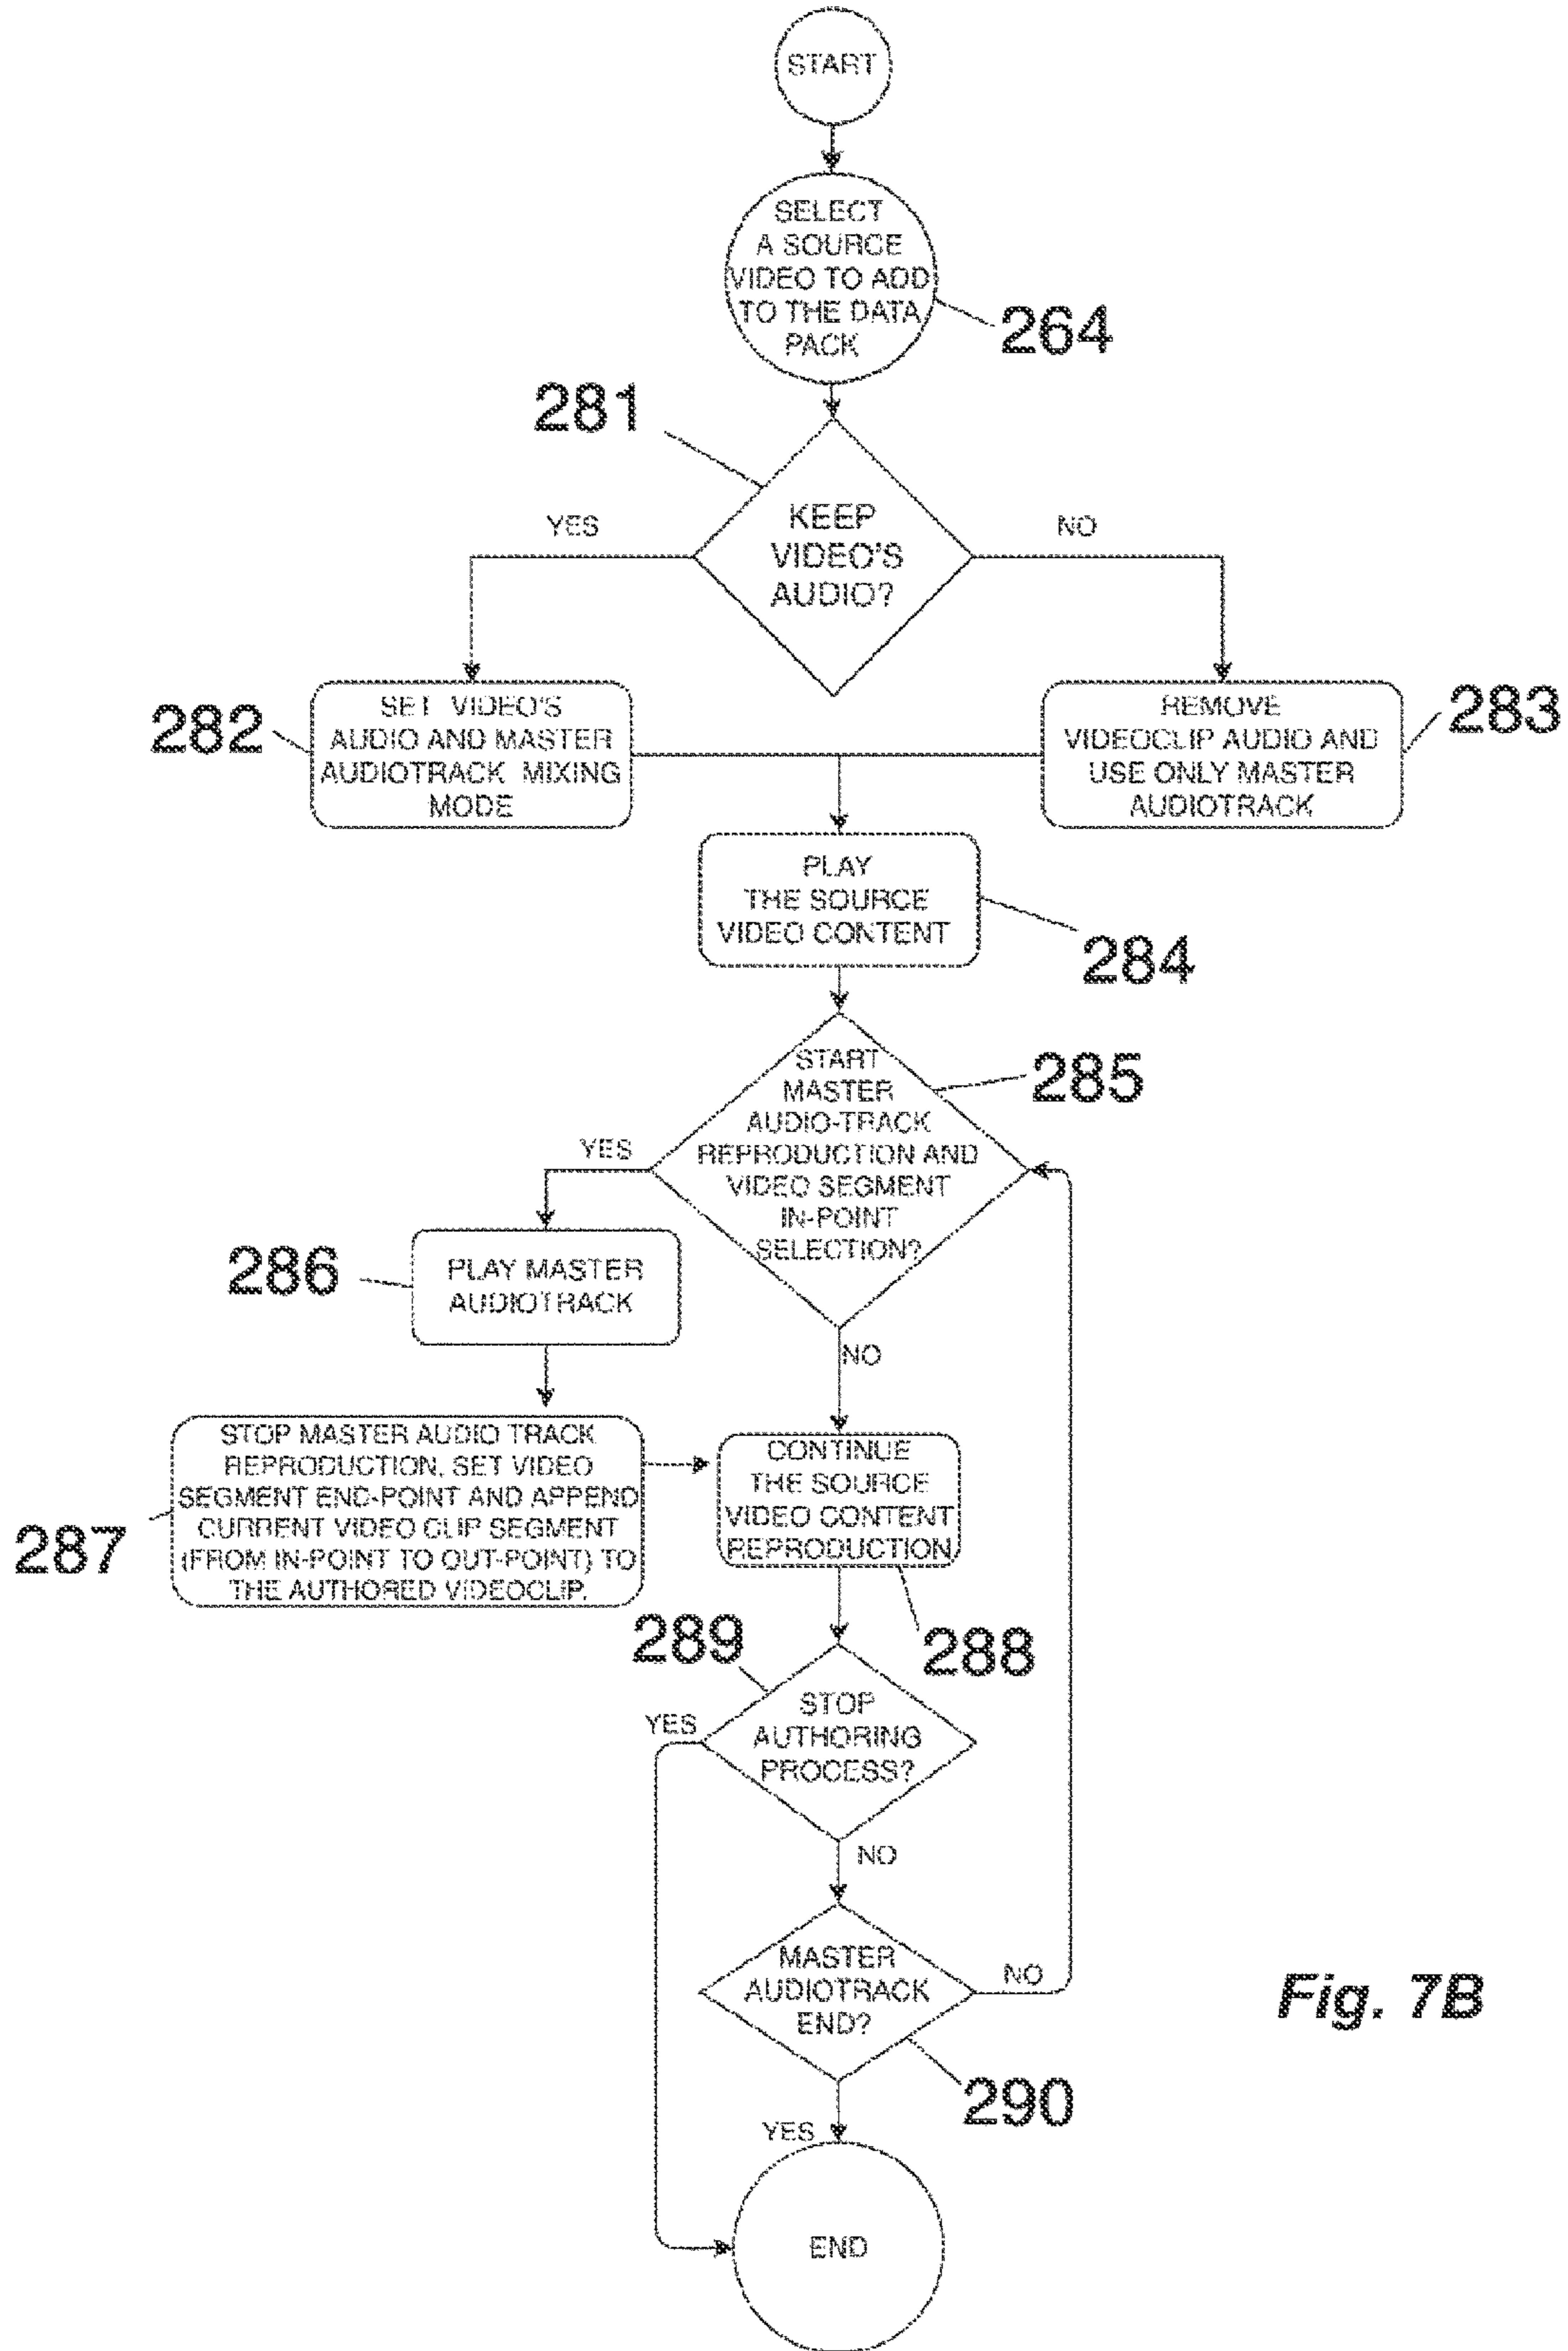 START
SELECT
A SOURCE
VIDEO TO ADD
TO THE DATA
PACK
264
281
KEEP
VIDEO'S
AUDIO?
YES
NO
282
SET VIDEO'S
AUDIO AND MASTER
AUDIOTRACK MIXING
MODE
REMOVE
VIDEOCLIP AUDIO AND
USE ONLY MASTER
AUDIOTRACK
283
PLAY
THE SOURCE
VIDEO CONTENT
284
START
MASTER
AUDIO-TRACK
REPRODUCTION AND
VIDEO SEGMENT
IN-POINT
SELECTION?
285
YES
286
PLAY MASTER
AUDIOTRACK
NO
287
STOP MASTER AUDIO TRACK
REPRODUCTION, SET VIDEO
SEGMENT END-POINT AND APPEND
CURRENT VIDEO CLIP SEGMENT
(FROM IN-POINT TO OUT-POINT) TO
THE AUTHORED VIDEOCLIP.
CONTINUE
THE SOURCE
VIDEO CONTENT
REPRODUCTION
288
289
YES
STOP
AUTHORING
PROCESS?
NO
MASTER
AUDIOTRACK
END?
NO
290
YES
END
Fig. 7B